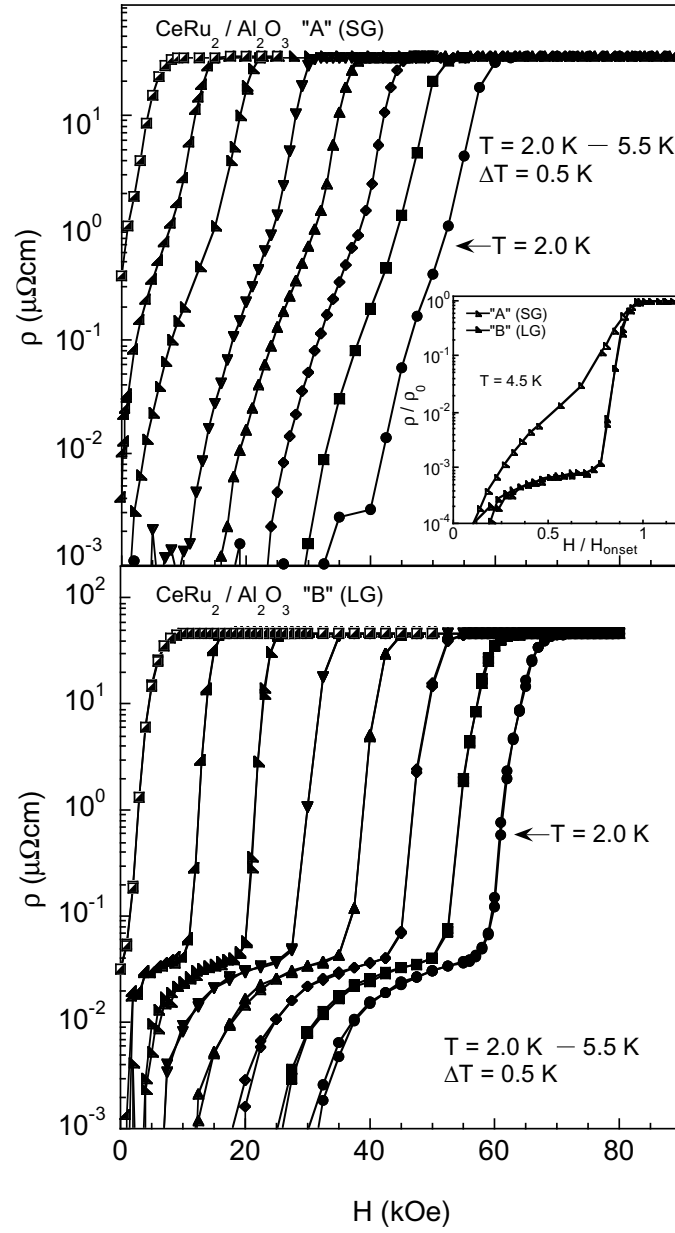 CeRu₂ / Al₂O₃ "A" (SG)
10¹
10⁰
10⁻¹
10⁻²
10⁻³
ρ (μΩcm)
T = 2.0 K — 5.5 K
ΔT = 0.5 K
T = 2.0 K
10⁰
10⁻¹
10⁻²
10⁻³
10⁻⁴
ρ / ρ₀
"A" (SG)
"B" (LG)
T = 4.5 K
0.5
1
H / Honset
CeRu₂ / Al₂O₃ "B" (LG)
10²
10¹
10⁰
10⁻¹
10⁻²
10⁻³
ρ (μΩcm)
T = 2.0 K
T = 2.0 K — 5.5 K
ΔT = 0.5 K
0 20 40 60 80
H (kOe)